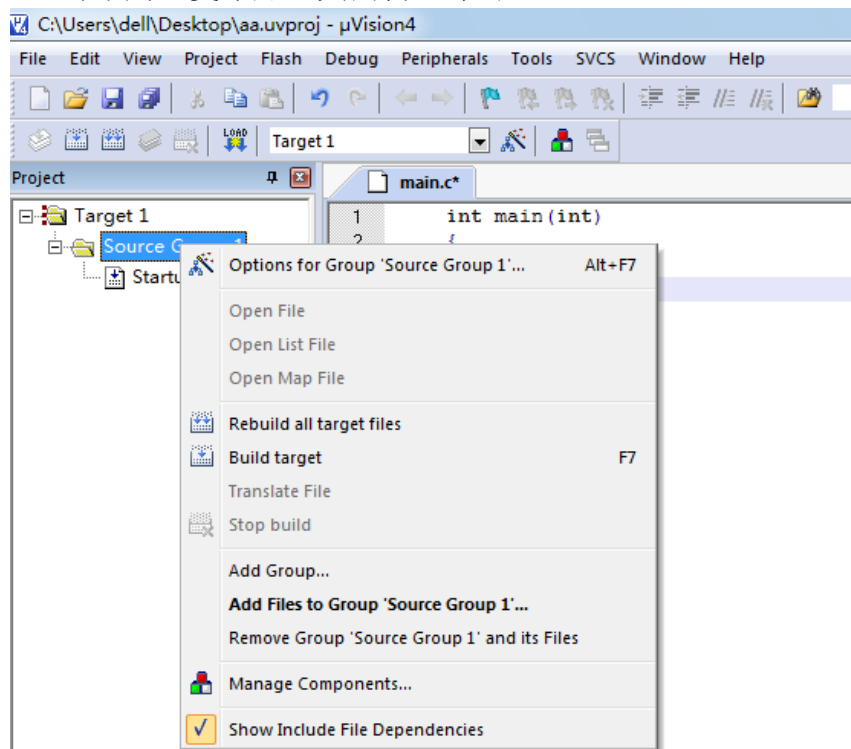 C:\Users\dell\Desktop\aa.uvproj - µVision4
File Edit View Project Flash Debug Peripherals Tools SVCS Window Help
LOAD Target 1
Project main.c*
Target 1
1 int main(int)
Source
2 {
Startu
Options for Group 'Source Group 1'... Alt+F7
Open File
Open List File
Open Map File
Rebuild all target files
Build target F7
Translate File
Stop build
Add Group...
Add Files to Group 'Source Group 1'...
Remove Group 'Source Group 1' and its Files
Manage Components...
Show Include File Dependencies